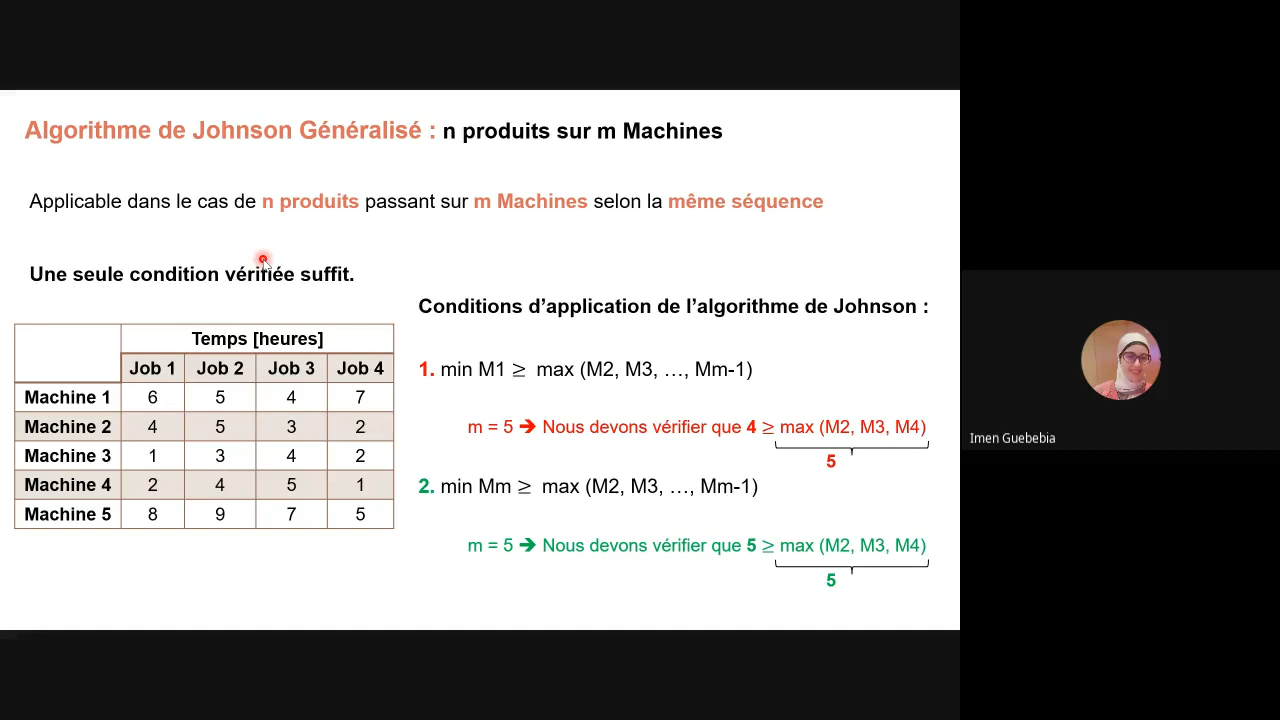 Algorithme de Johnson Généralisé : n produits sur m Machines
Applicable dans le cas de n produits passant sur m Machines selon la même séquence
Une seule condition vérifiée suffit.
Temps [heures]
Job 1 Job 2 Job 3 Job 4
Machine 1 6 5 4 7
Machine 2 4 5 3 2
Machine 3 1 3 4 2
Machine 4 2 4 5 1
Machine 5 8 9 7 5
Conditions d’application de l’algorithme de Johnson :
1. min M1 ≥ max (M2, M3, …, Mm-1)
m = 5 ➔ Nous devons vérifier que 4 ≥ max (M2, M3, M4)
5
2. min Mm ≥ max (M2, M3, …, Mm-1)
m = 5 ➔ Nous devons vérifier que 5 ≥ max (M2, M3, M4)
5
Imen Guebebia